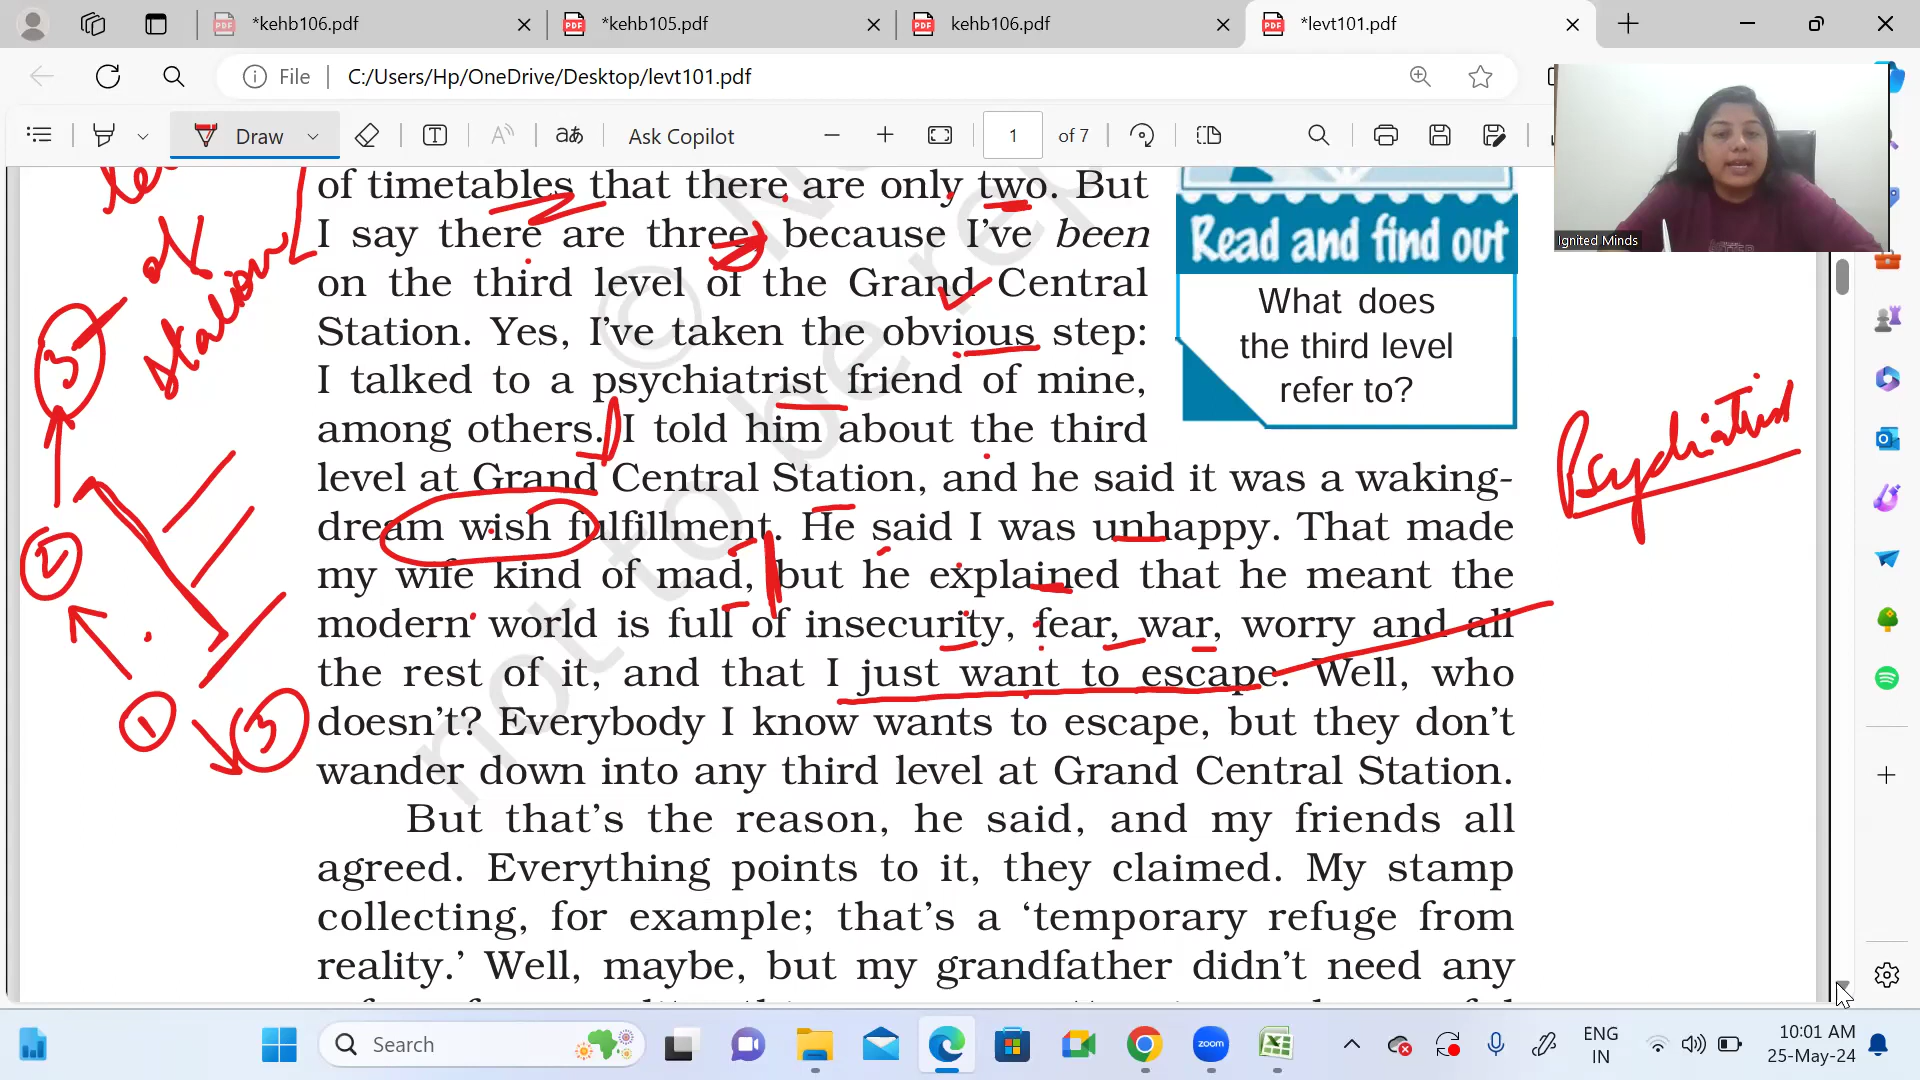 *kehb106.pdf
*kehb105.pdf
kehb106.pdf
*levt101.pdf
File
C:/Users/Hp/OneDrive/Desktop/levt101.pdf
Draw
Ask Copilot
1 of 7
Ignited Minds
of timetables that there are only two. But
I say there are three, because I've been
on the third level of the Grand Central
Station. Yes, I've taken the obvious step:
I talked to a psychiatrist friend of mine,
among others. I told him about the third
level at Grand Central Station, and he said it was a waking-
dream wish fulfillment. He said I was unhappy. That made
my wife kind of mad, but he explained that he meant the
modern world is full of insecurity, fear, war, worry and all
the rest of it, and that I just want to escape. Well, who
doesn't? Everybody I know wants to escape, but they don't
wander down into any third level at Grand Central Station.
But that's the reason, he said, and my friends all
agreed. Everything points to it, they claimed. My stamp
collecting, for example; that's a 'temporary refuge from
reality.' Well, maybe, but my grandfather didn't need any
Read and find out
What does
the third level
refer to?
not to be
of
station
3
2
1
3
Psychiatrist
Search
zoom
ENG
IN
10:01 AM
25-May-24